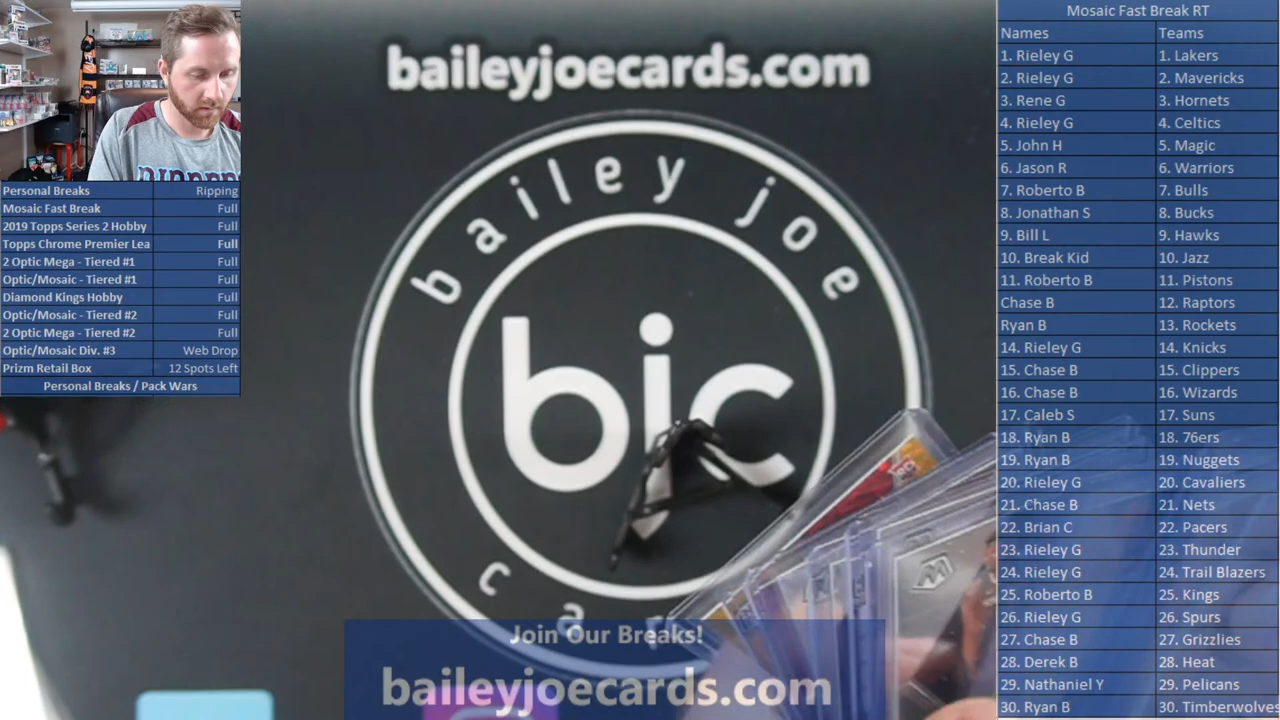 baileyjoecards.com
bailey joe
bjc
Personal Breaks Ripping
Mosaic Fast Break Full
2019 Topps Series 2 Hobby Full
Topps Chrome Premier Lea Full
2 Optic Mega - Tiered #1 Full
Optic/Mosaic - Tiered #1 Full
Diamond Kings Hobby Full
Optic/Mosaic - Tiered #2 Full
2 Optic Mega - Tiered #2 Full
Optic/Mosaic Div. #3 Web Drop
Prizm Retail Box 12 Spots Left
Personal Breaks / Pack Wars
Join Our Breaks!
baileyjoecards.com
Mosaic Fast Break RT
Names Teams
1. Rieley G 1. Lakers
2. Rieley G 2. Mavericks
3. Rene G 3. Hornets
4. Rieley G 4. Celtics
5. John H 5. Magic
6. Jason R 6. Warriors
7. Roberto B 7. Bulls
8. Jonathan S 8. Bucks
9. Bill L 9. Hawks
10. Break Kid 10. Jazz
11. Roberto B 11. Pistons
Chase B 12. Raptors
Ryan B 13. Rockets
14. Rieley G 14. Knicks
15. Chase B 15. Clippers
16. Chase B 16. Wizards
17. Caleb S 17. Suns
18. Ryan B 18. 76ers
19. Ryan B 19. Nuggets
20. Rieley G 20. Cavaliers
21. Chase B 21. Nets
22. Brian C 22. Pacers
23. Rieley G 23. Thunder
24. Rieley G 24. Trail Blazers
25. Roberto B 25. Kings
26. Rieley G 26. Spurs
27. Chase B 27. Grizzlies
28. Derek B 28. Heat
29. Nathaniel Y 29. Pelicans
30. Ryan B 30. Timberwolves